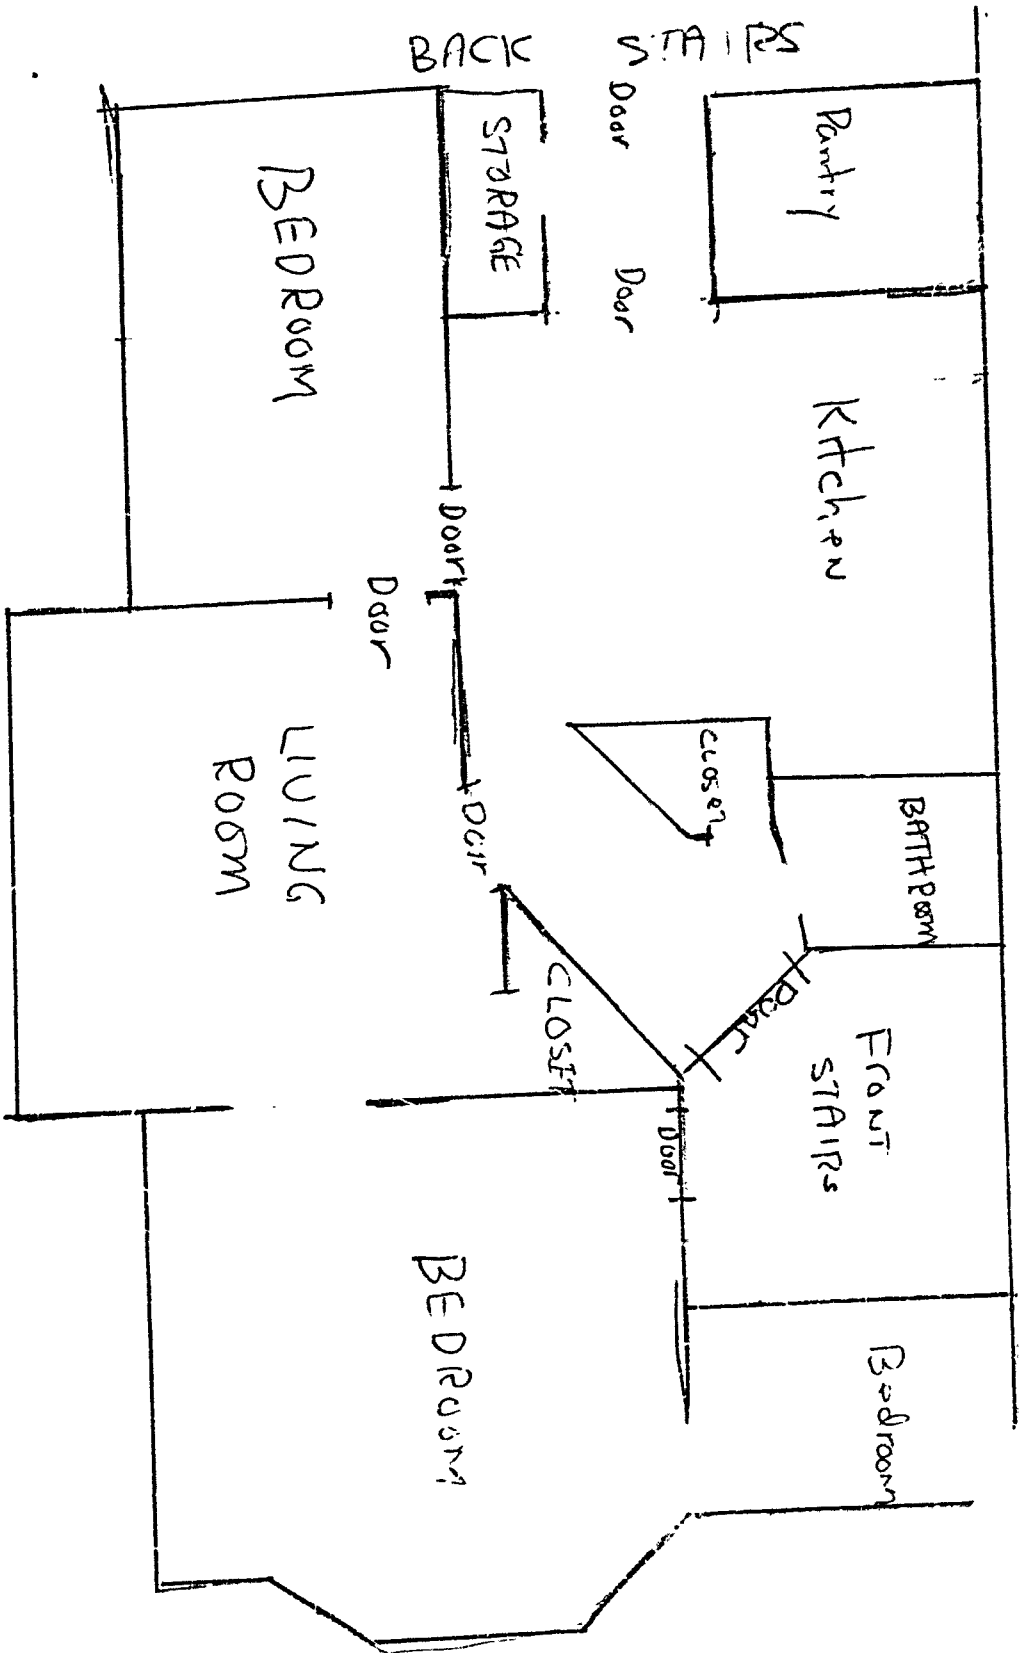 BACK STAIRS
Door
Pantry
STORAGE
BEDROOM
Door
Kitchen
Door
Door
LIVING
ROOM
CLOSET
BATHROOM
Door
CLOSET
Door
Front
STAIRS
Door
BEDROOM
Bedroom